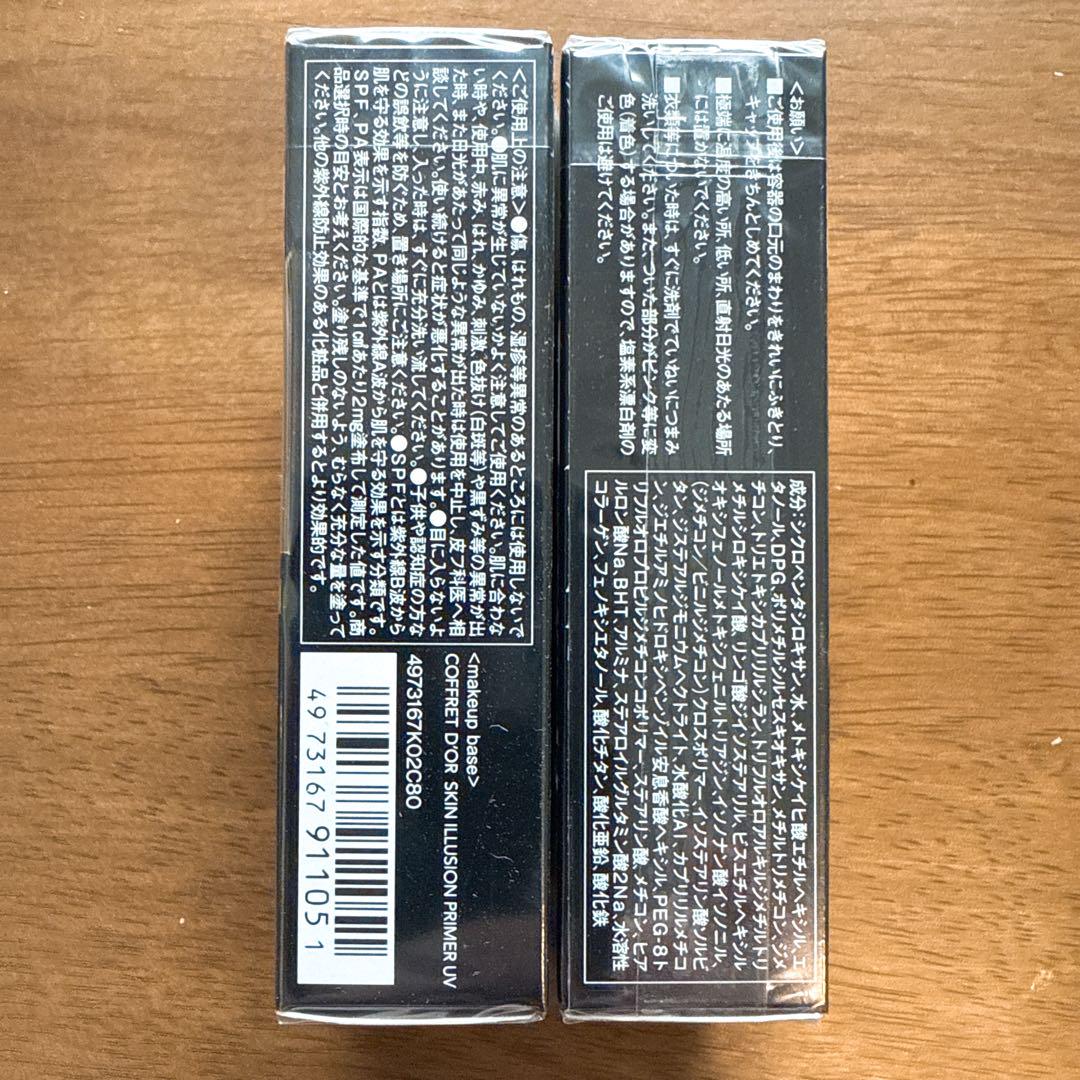 <ご使用上の注意>●傷、はれもの、湿疹等異常のあるところには使用しないで
ください。●肌に異常が生じていないかよく注意してご使用ください。肌に合わな
い時や、使用中、赤み、はれ、かゆみ、刺激、色抜け(白斑等)や黒ずみ等の異常が出
た時、また日光があたって同じような異常が出た時は使用を中止し、皮フ科医へ相
談してください。使い続けると症状が悪化することがあります。●目に入らないよ
うに注意し、入った時は、すぐに充分洗い流してください。●子供や認知症の方な
どの誤飲等を防ぐため、置き場所にご注意ください。●SPFとは紫外線B波から
肌を守る効果を示す指数、PAとは紫外線A波から肌を守る効果を示す分類です。
SPF、PA表示は国際的な基準で1c㎡あたり2mg塗布して測定した値です。商
品選択時の目安とお考えください。塗り残しのないよう、むらなく充分な量を塗って
ください。他の紫外線防止効果のある化粧品と併用するとより効果的です。
<makeup base>
COFFRET D'OR SKIN ILLUSION PRIMER UV
4973167K02C80
4973167911051
<お願い>
■ご使用後は容器の口元のまわりをきれいにふきとり、
キャップをきちんとしめてください。
■極端に温度の高い所、低い所、直射日光のあたる場所
には置かないでください。
■衣類等についた時は、すぐに洗剤でていねいにつまみ
洗いしてください。また、ついた部分がピンク等に変
色(着色)する場合がありますので、塩素系漂白剤の
ご使用は避けてください。
成分:シクロペンタシロキサン、水、メトキシケイヒ酸エチルヘキシル、エ
タノール、DPG、ポリメチルシルセスキオキサン、メチルトリメチコン、ジメ
チコン、トリエトキシカプリリルシラン、トリフルオロアルキルジメチルトリ
メチルシロキシケイ酸、リンゴ酸ジイソステアリル、ビスエチルヘキシル
オキシフェノールメトキシフェニルトリアジン、イソノナン酸イソノニル、
(ジメチコン/ビニルジメチコン)クロスポリマー、イソステアリン酸ソルビ
タン、ジステアルジモニウムヘクトライト、水酸化Al、カプリリルメチコ
ン、ジエチルアミノヒドロキシベンゾイル安息香酸ヘキシル、PEG-8ト
リフルオロプロピルジメチコンコポリマー、ステアリン酸、メチコン、ヒア
ルロン酸Na、BHT、アルミナ、ステアロイルグルタミン酸2Na、水溶性
コラーゲン、フェノキシエタノール、酸化チタン、酸化亜鉛、酸化鉄